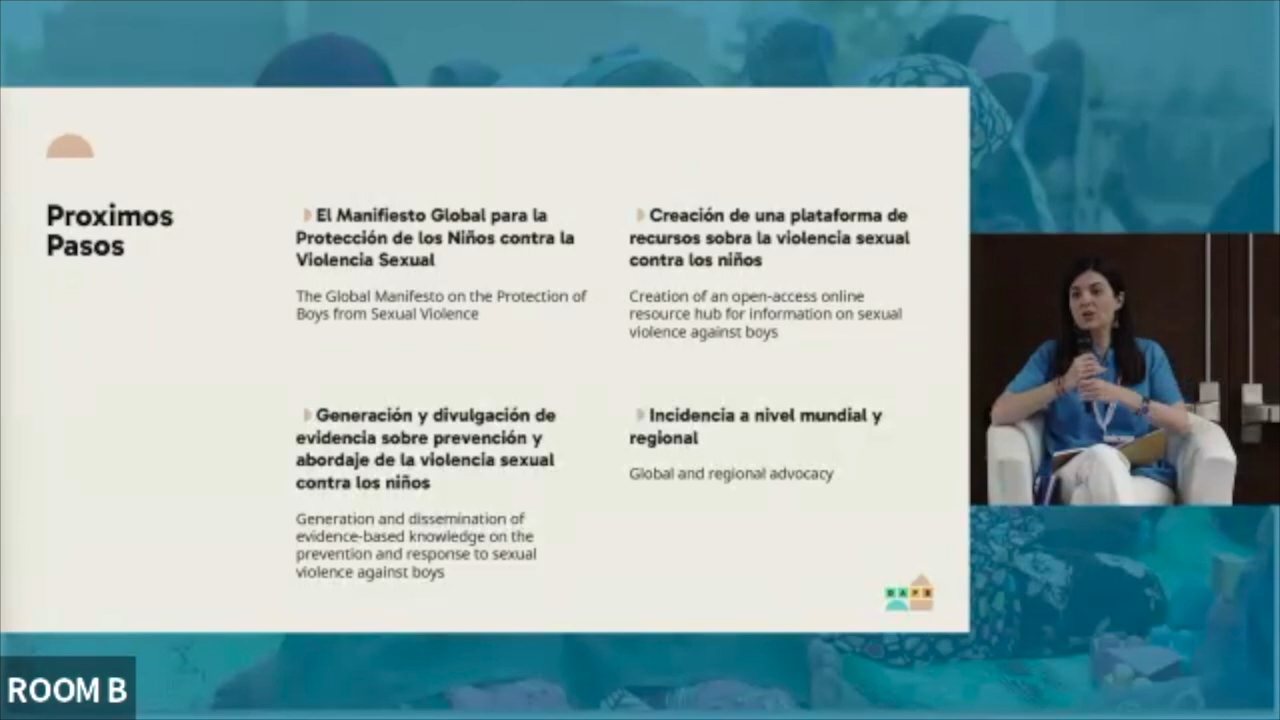 Proximos
Pasos
El Manifiesto Global para la
Protección de los Niños contra la
Violencia Sexual
The Global Manifesto on the Protection of
Boys from Sexual Violence
Creación de una plataforma de
recursos sobra la violencia sexual
contra los niños
Creation of an open-access online
resource hub for information on sexual
violence against boys
Generación y divulgación de
evidencia sobre prevención y
abordaje de la violencia sexual
contra los niños
Generation and dissemination of
evidence-based knowledge on the
prevention and response to sexual
violence against boys
Incidencia a nivel mundial y
regional
Global and regional advocacy
ROOM B